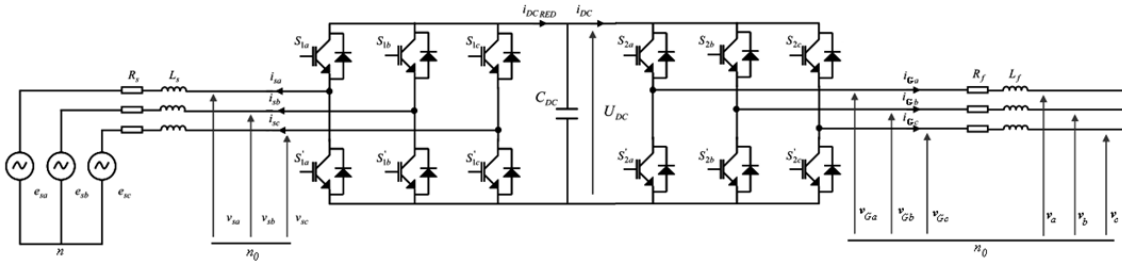 i_DC RED
i_DC
S_1a
S_1b
S_1c
S_2a
S_2b
S_2c
R_s
L_s
i_sa
i_sb
i_sc
C_DC
U_DC
i_Ga
i_Gb
i_Gc
R_f
L_f
S'_1a
S'_1b
S'_1c
S'_2a
S'_2b
S'_2c
e_sa
e_sb
e_sc
v_sa
v_sb
v_sc
v_Ga
v_Gb
v_Gc
v_a
v_b
v_c
n
n_0
n_0